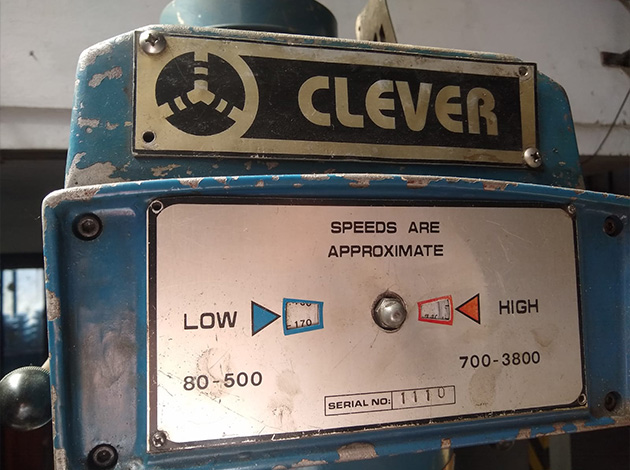 CLEVER
SPEEDS ARE
APPROXIMATE
LOW
170
HIGH
80-500
700-3800
SERIAL NO: 1110